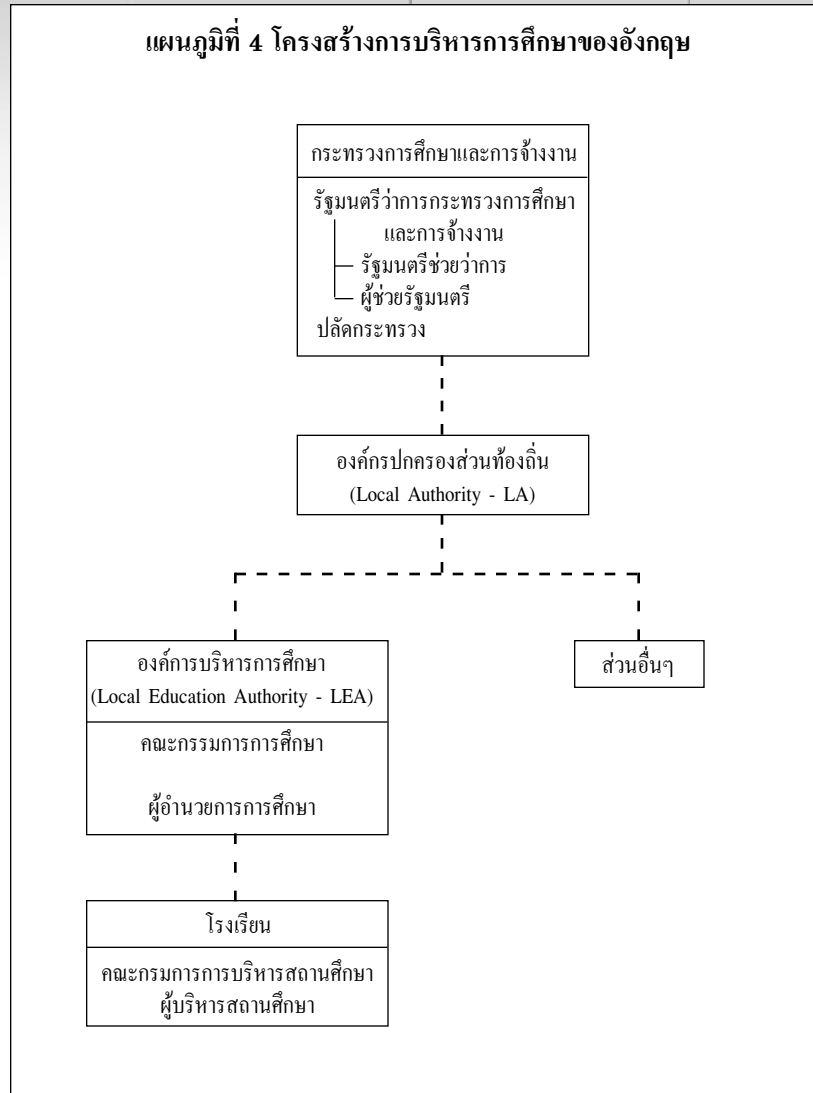 แผนภูมิที่ 4 โครงสร้างการบริหารการศึกษาของอังกฤษ
กระทรวงการศึกษาและการจ้างงาน
รัฐมนตรีว่าการกระทรวงการศึกษา
และการจ้างงาน
รัฐมนตรีช่วยว่าการ
ผู้ช่วยรัฐมนตรี
ปลัดกระทรวง
องค์กรปกครองส่วนท้องถิ่น
(Local Authority - LA)
องค์การบริหารการศึกษา
(Local Education Authority - LEA)
คณะกรรมการการศึกษา
ผู้อำนวยการการศึกษา
ส่วนอื่นๆ
โรงเรียน
คณะกรมการการบริหารสถานศึกษา
ผู้บริหารสถานศึกษา